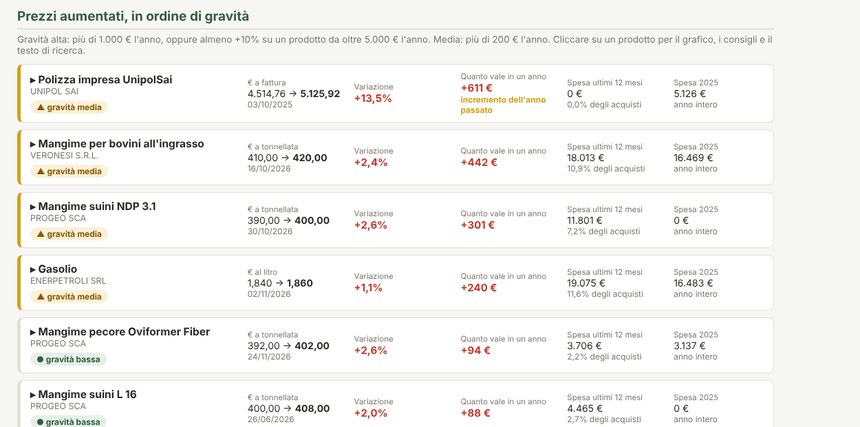 Prezzi aumentati, in ordine di gravità
Gravità alta: più di 1.000 € l'anno, oppure almeno +10% su un prodotto da oltre 5.000 € l'anno. Media: più di 200 € l'anno. Cliccare su un prodotto per il grafico, i consigli e il
testo di ricerca.
▸ Polizza impresa UnipolSai
UNIPOL SAI
▲ gravità media
€ a fattura
4.514,76 → 5.125,92
03/10/2025
Variazione
+13,5%
Quanto vale in un anno
+611 €
incremento dell'anno
passato
Spesa ultimi 12 mesi
0 €
0,0% degli acquisti
Spesa 2025
5.126 €
anno intero
▸ Mangime per bovini all'ingrasso
VERONESI S.R.L.
▲ gravità media
€ a tonnellata
410,00 → 420,00
16/10/2026
Variazione
+2,4%
Quanto vale in un anno
+442 €
Spesa ultimi 12 mesi
18.013 €
10,9% degli acquisti
Spesa 2025
16.469 €
anno intero
▸ Mangime suini NDP 3.1
PROGEO SCA
▲ gravità media
€ a tonnellata
390,00 → 400,00
30/10/2026
Variazione
+2,6%
Quanto vale in un anno
+301 €
Spesa ultimi 12 mesi
11.801 €
7,2% degli acquisti
Spesa 2025
0 €
anno intero
▸ Gasolio
ENERPETROLI SRL
▲ gravità media
€ al litro
1,840 → 1,860
02/11/2026
Variazione
+1,1%
Quanto vale in un anno
+240 €
Spesa ultimi 12 mesi
19.075 €
11,6% degli acquisti
Spesa 2025
16.483 €
anno intero
▸ Mangime pecore Oviformer Fiber
PROGEO SCA
● gravità bassa
€ a tonnellata
392,00 → 402,00
24/11/2026
Variazione
+2,6%
Quanto vale in un anno
+94 €
Spesa ultimi 12 mesi
3.706 €
2,2% degli acquisti
Spesa 2025
3.137 €
anno intero
▸ Mangime suini L 16
PROGEO SCA
● gravità bassa
€ a tonnellata
400,00 → 408,00
26/06/2026
Variazione
+2,0%
Quanto vale in un anno
+88 €
Spesa ultimi 12 mesi
4.465 €
2,7% degli acquisti
Spesa 2025
0 €
anno intero